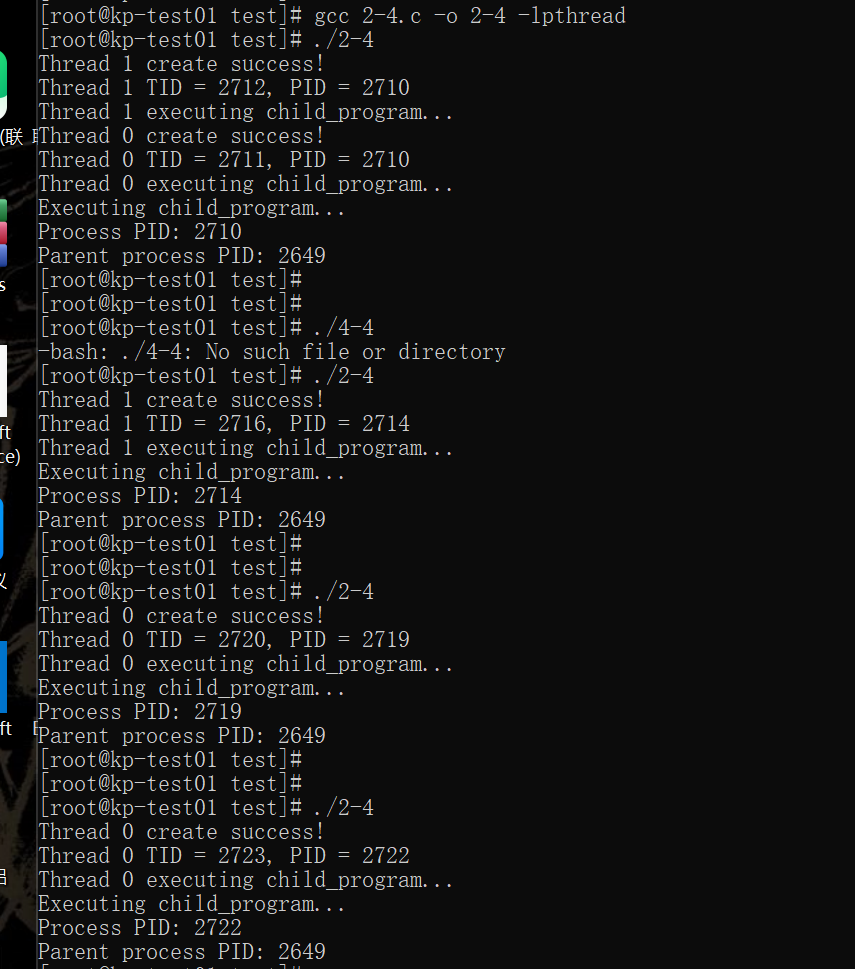 [root@kp-test01 test]# gcc 2-4.c -o 2-4 -lpthread
[root@kp-test01 test]# ./2-4
Thread 1 create success!
Thread 1 TID = 2712, PID = 2710
Thread 1 executing child_program...
(联
Thread 0 create success!
Thread 0 TID = 2711, PID = 2710
Thread 0 executing child_program...
Executing child_program...
Process PID: 2710
Parent process PID: 2649
[root@kp-test01 test]#
s
[root@kp-test01 test]#
[root@kp-test01 test]# ./4-4
-bash: ./4-4: No such file or directory
[root@kp-test01 test]# ./2-4
Thread 1 create success!
Thread 1 TID = 2716, PID = 2714
ft
Thread 1 executing child_program...
ce)
Executing child_program...
Process PID: 2714
Parent process PID: 2649
[root@kp-test01 test]#
[root@kp-test01 test]#
[root@kp-test01 test]# ./2-4
Thread 0 create success!
Thread 0 TID = 2720, PID = 2719
Thread 0 executing child_program...
Executing child_program...
Process PID: 2719
ft
Parent process PID: 2649
[root@kp-test01 test]#
[root@kp-test01 test]#
[root@kp-test01 test]# ./2-4
Thread 0 create success!
Thread 0 TID = 2723, PID = 2722
Thread 0 executing child_program...
Executing child_program...
Process PID: 2722
Parent process PID: 2649